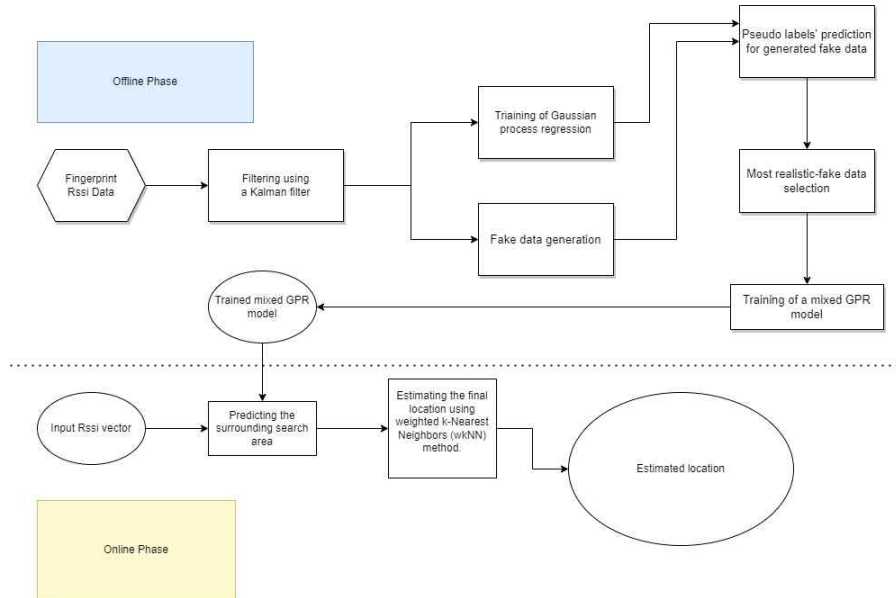 Pseudo labels' prediction
for generated fake data
Offline Phase
Triaining of Gaussian
process regression
Fingerprint
Rssi Data
Filtering using
a Kalman filter
Most realistic-fake data
selection
Fake data generation
Trained mixed GPR
model
Training of a mixed GPR
model
Input Rssi vector
Predicting the
surrounding search
area
Estimating the final
location using
weighted k-Nearest
Neighbors (wkNN)
method.
Estimated location
Online Phase